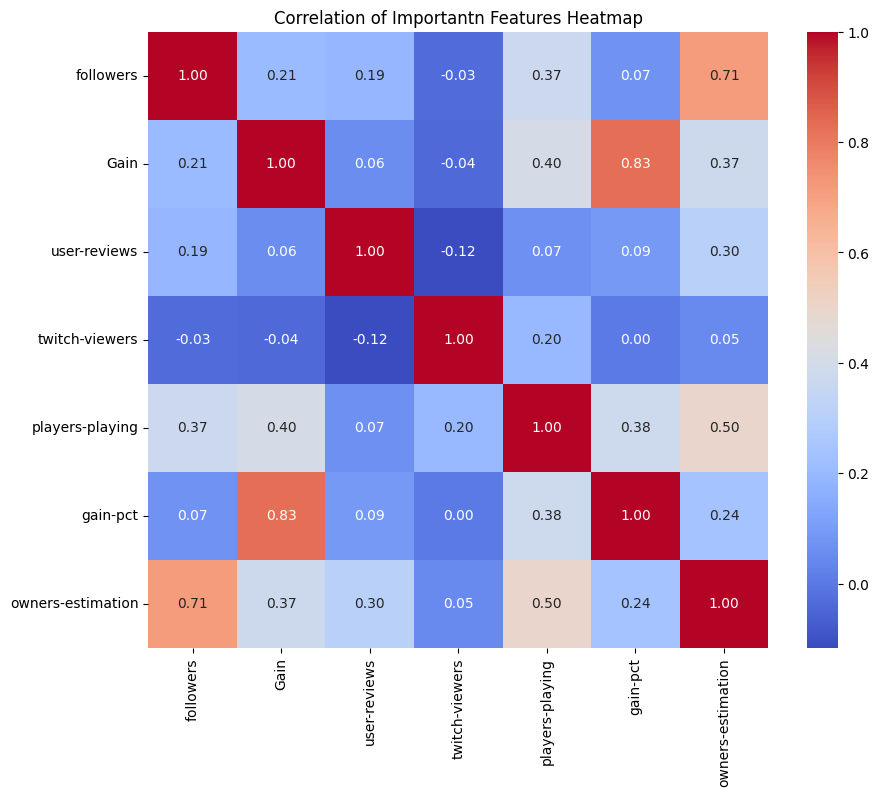 Correlation of Importantn Features Heatmap
followers 1.00 0.21 0.19 -0.03 0.37 0.07 0.71
Gain 0.21 1.00 0.06 -0.04 0.40 0.83 0.37
user-reviews 0.19 0.06 1.00 -0.12 0.07 0.09 0.30
twitch-viewers -0.03 -0.04 -0.12 1.00 0.20 0.00 0.05
players-playing 0.37 0.40 0.07 0.20 1.00 0.38 0.50
gain-pct 0.07 0.83 0.09 0.00 0.38 1.00 0.24
owners-estimation 0.71 0.37 0.30 0.05 0.50 0.24 1.00
followers
Gain
user-reviews
twitch-viewers
players-playing
gain-pct
owners-estimation
1.0
0.8
0.6
0.4
0.2
0.0